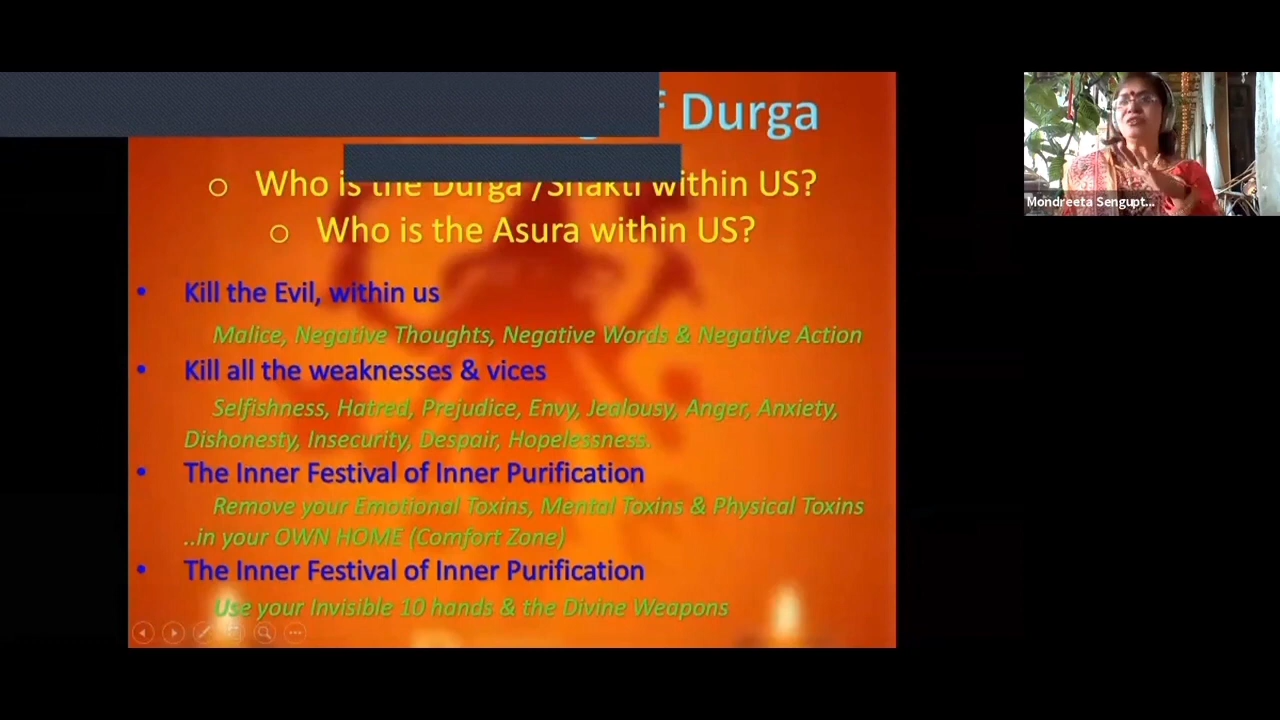 Durga
o Who is the Durga /Shakti within US?
o Who is the Asura within US?
• Kill the Evil, within us
Malice, Negative Thoughts, Negative Words & Negative Action
• Kill all the weaknesses & vices
Selfishness, Hatred, Prejudice, Envy, Jealousy, Anger, Anxiety,
Dishonesty, Insecurity, Despair, Hopelessness.
• The Inner Festival of Inner Purification
Remove your Emotional Toxins, Mental Toxins & Physical Toxins
..in your OWN HOME (Comfort Zone)
• The Inner Festival of Inner Purification
Use your Invisible 10 hands & the Divine Weapons
Mondreeta Sengupt...